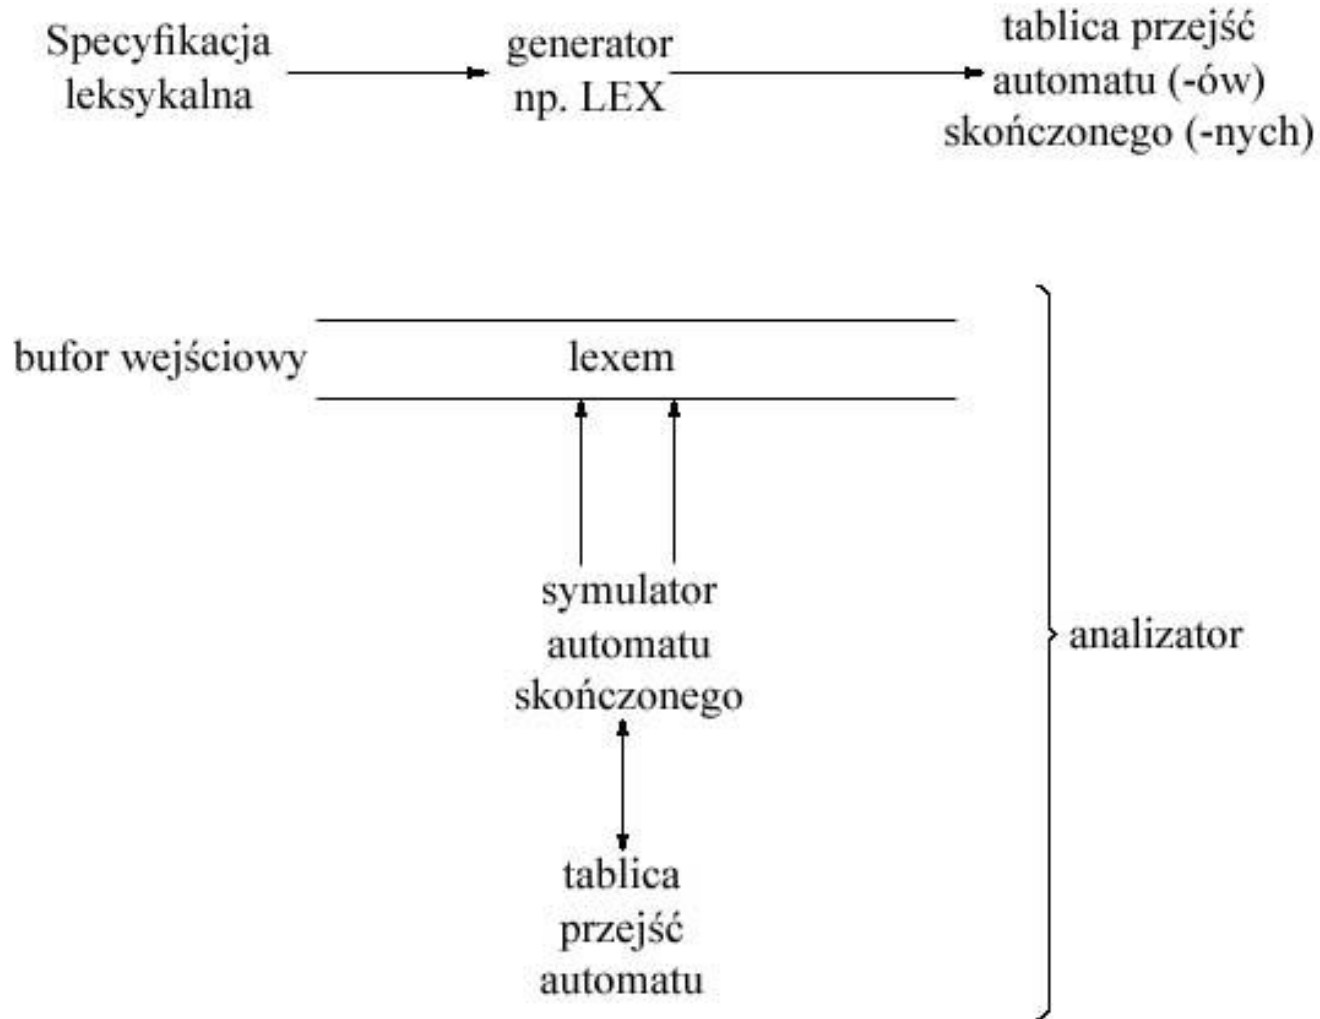 Specyfikacja
leksykalna
generator
np. LEX
tablica przejść
automatu (-ów)
skończonego (-nych)
bufor wejściowy
lexem
symulator
automatu
skończonego
analizator
tablica
przejść
automatu